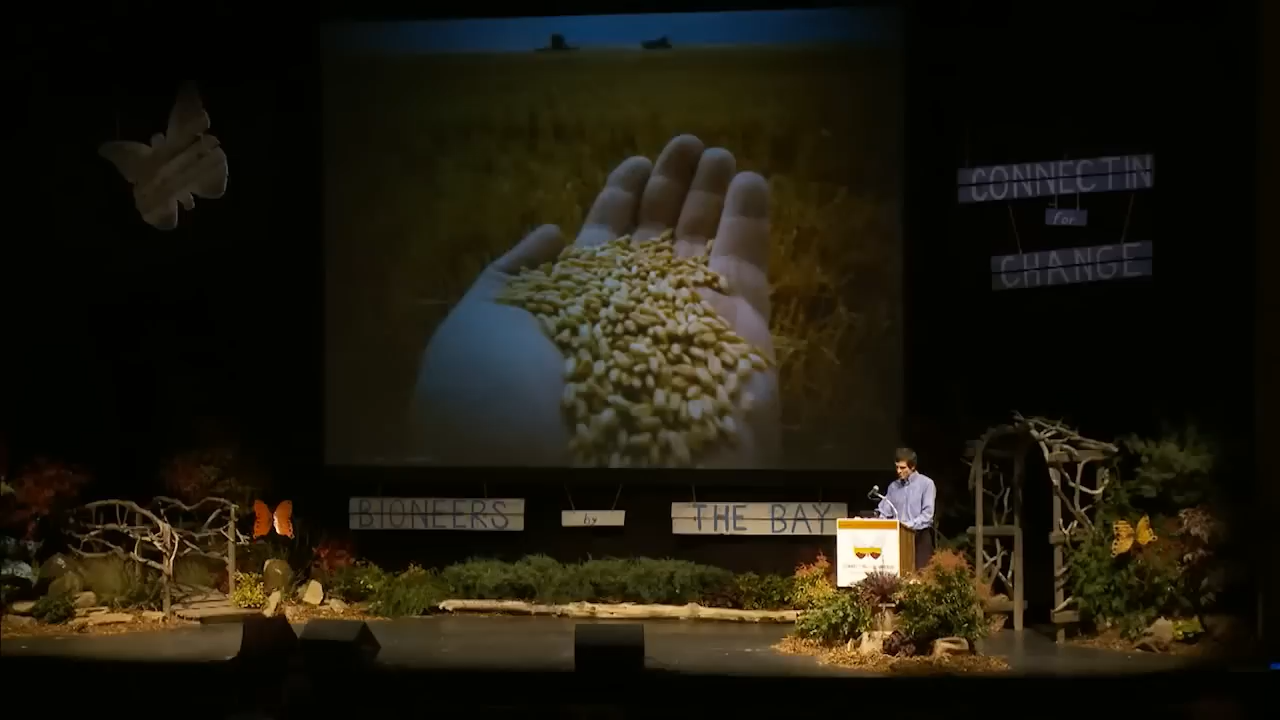 CONNECTIN
for
CHANGE
BIONEERS
by
THE BAY